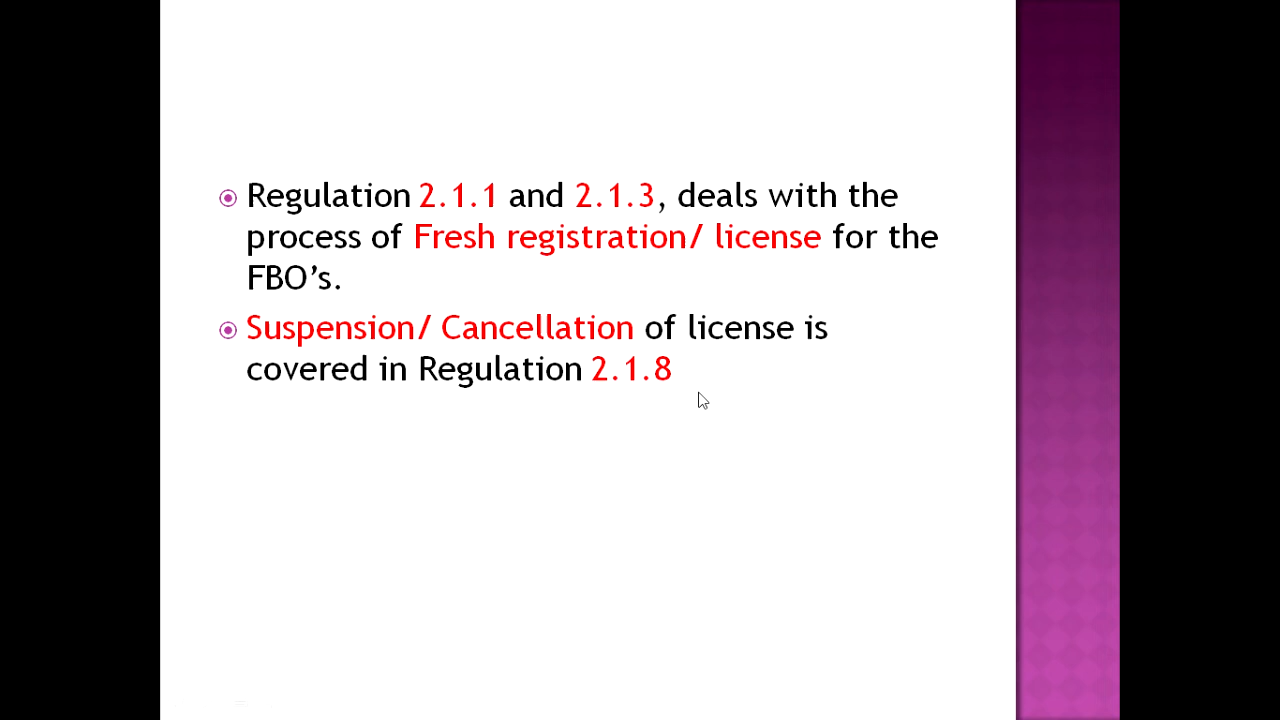 Regulation 2.1.1 and 2.1.3, deals with the
process of Fresh registration/ license for the
FBO’s.
Suspension/ Cancellation of license is
covered in Regulation 2.1.8